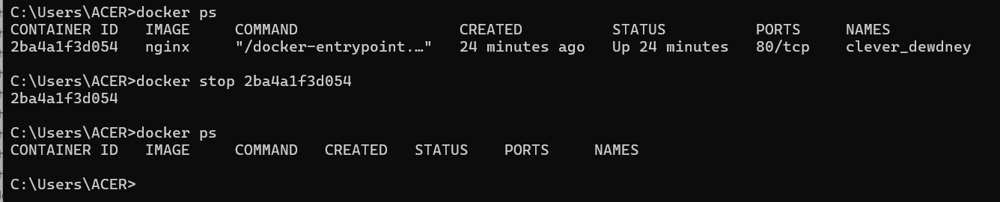 C:\Users\ACER>docker ps
CONTAINER ID   IMAGE     COMMAND                  CREATED          STATUS          PORTS     NAMES
2ba4a1f3d054   nginx     "/docker-entrypoint.…"   24 minutes ago   Up 24 minutes   80/tcp    clever_dewdney
C:\Users\ACER>docker stop 2ba4a1f3d054
2ba4a1f3d054
C:\Users\ACER>docker ps
CONTAINER ID   IMAGE     COMMAND   CREATED   STATUS    PORTS     NAMES
C:\Users\ACER>